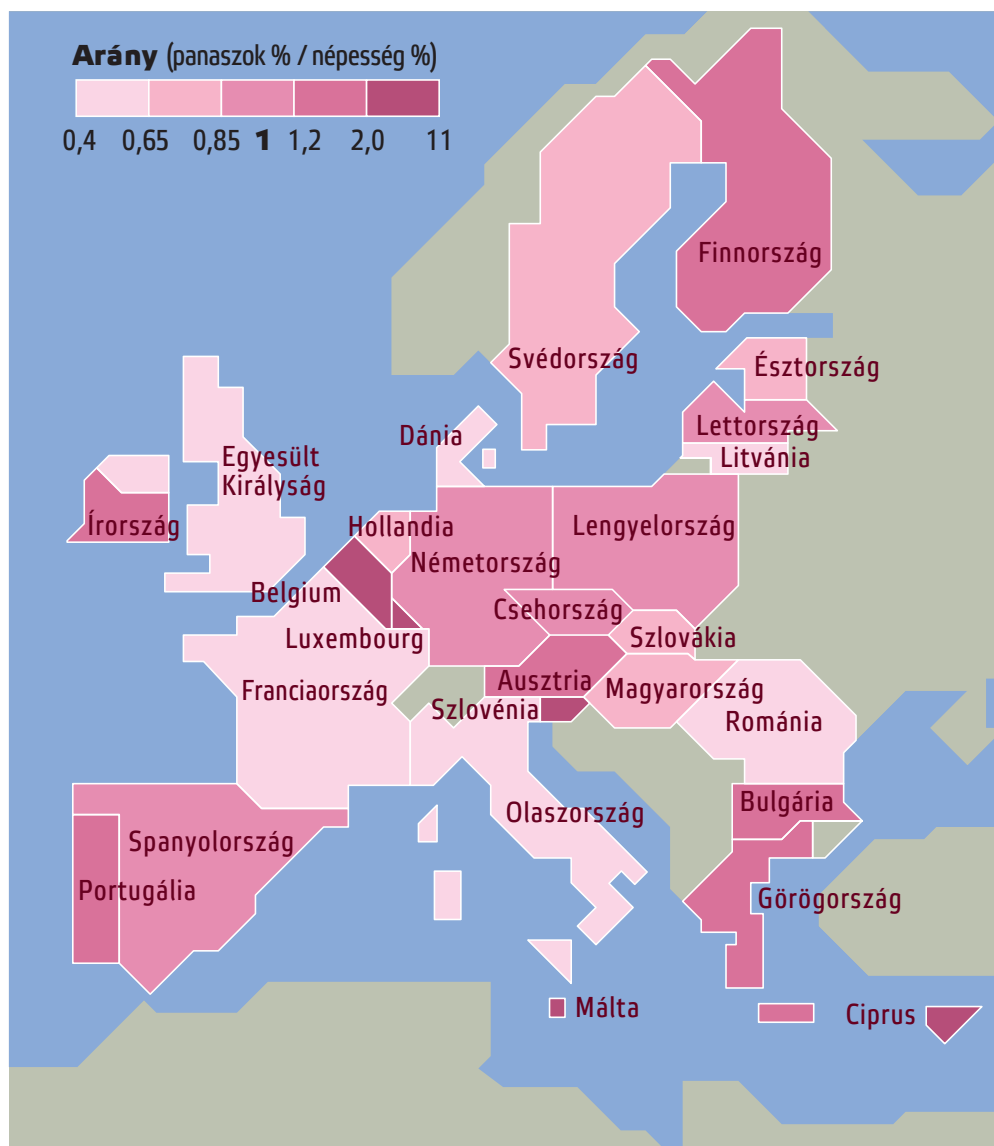 Arány (panaszok % / népesség %)
0,4 0,65 0,85 1 1,2 2,0 11
Finnország
Svédország
Észtország
Lettország
Litvánia
Dánia
Egyesült
Királyság
Írország
Hollandia
Lengyelország
Németország
Belgium
Csehország
Luxembourg
Szlovákia
Ausztria
Franciaország
Magyarország
Szlovénia
Románia
Bulgária
Olaszország
Spanyolország
Portugália
Görögország
Málta
Ciprus